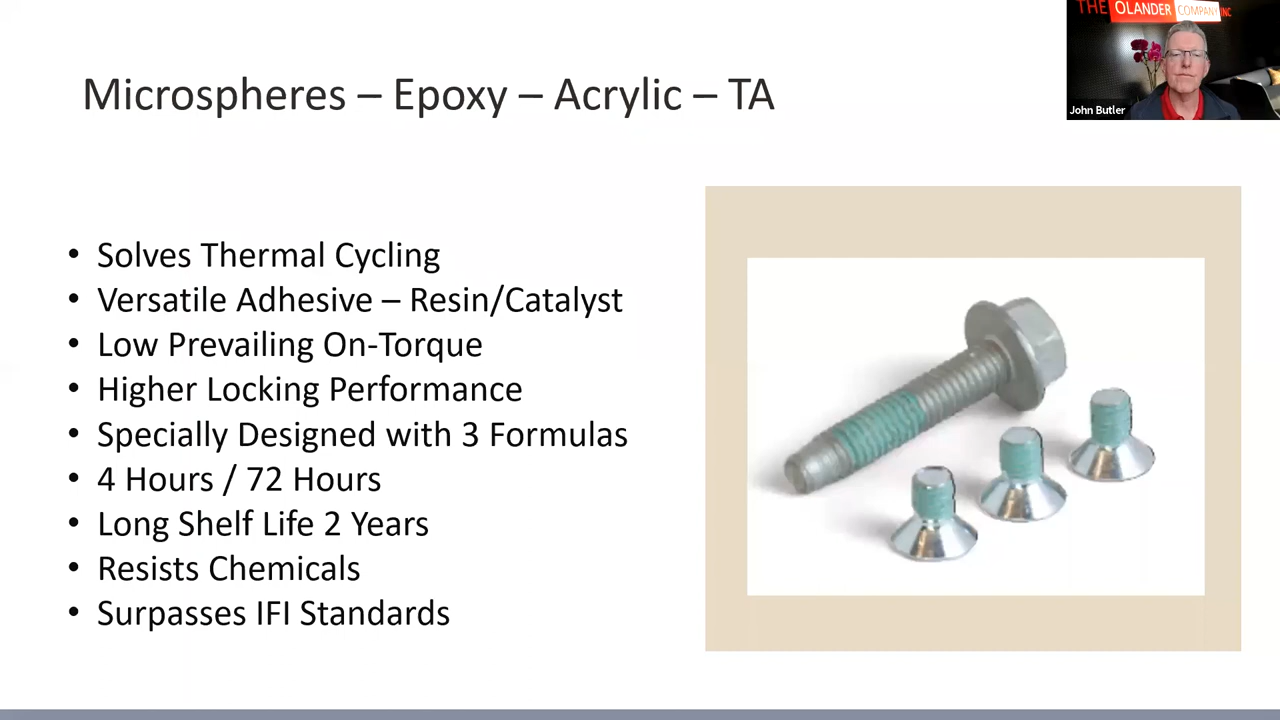 THE OLANDER COMPANY INC
John Butler
Microspheres – Epoxy – Acrylic – TA
• Solves Thermal Cycling
• Versatile Adhesive – Resin/Catalyst
• Low Prevailing On-Torque
• Higher Locking Performance
• Specially Designed with 3 Formulas
• 4 Hours / 72 Hours
• Long Shelf Life 2 Years
• Resists Chemicals
• Surpasses IFI Standards